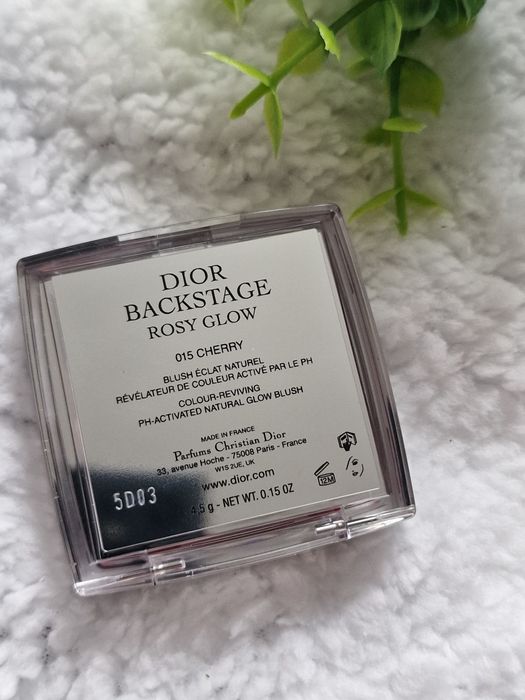 DIOR
BACKSTAGE
ROSY GLOW
015 CHERRY
BLUSH ÉCLAT NATUREL
RÉVÉLATEUR DE COULEUR ACTIVÉ PAR LE PH
COLOUR-REVIVING
PH-ACTIVATED NATURAL GLOW BLUSH
MADE IN FRANCE
Parfums Christian Dior
33, avenue Hoche - 75008 Paris - France
W1S 2UE, UK
www.dior.com
4,5 g - NET WT. 0.15 OZ
5D03
12M